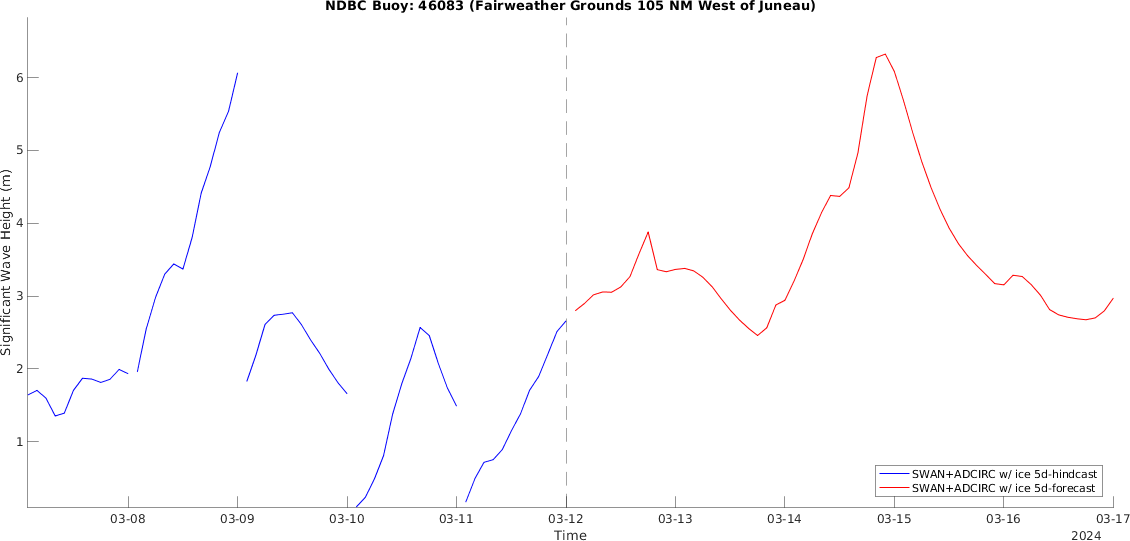 NDBC Buoy: 46083 (Fairweather Grounds 105 NM West of Juneau)
Significant Wave Height (m)
6
5
4
3
2
1
SWAN+ADCIRC w/ ice 5d-hindcast
SWAN+ADCIRC w/ ice 5d-forecast
03-08 03-09 03-10 03-11 03-12 03-13 03-14 03-15 03-16 03-17
Time
2024